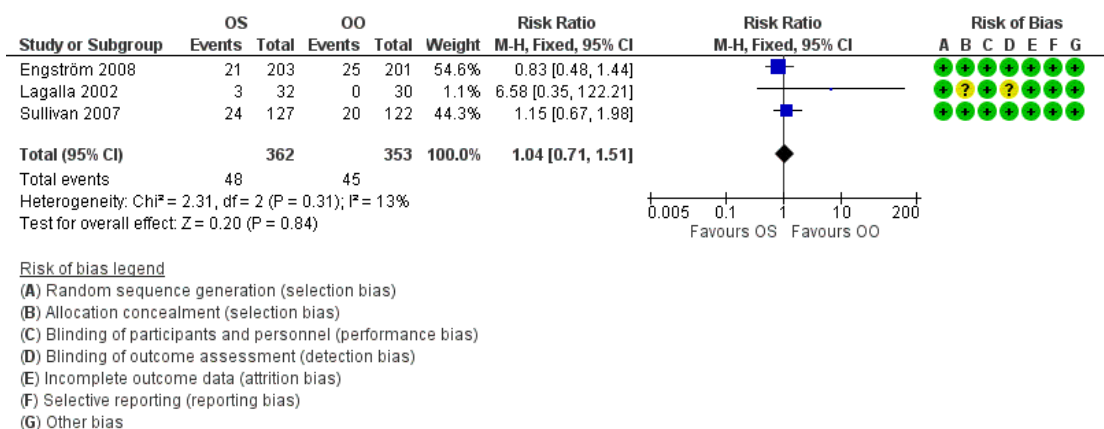 OS OO Risk Ratio Risk Ratio Risk of Bias
Study or Subgroup Events Total Events Total Weight M-H, Fixed, 95% CI M-H, Fixed, 95% CI A B C D E F G
Engström 2008 21 203 25 201 54.6% 0.83 [0.48, 1.44] + + + + + + +
Lagalla 2002 3 32 0 30 1.1% 6.58 [0.35, 122.21] + ? + ? + + +
Sullivan 2007 24 127 20 122 44.3% 1.15 [0.67, 1.98] + + + + + + +
Total (95% CI) 362 353 100.0% 1.04 [0.71, 1.51]
Total events 48 45
Heterogeneity: Chi² = 2.31, df = 2 (P = 0.31); I² = 13%
Test for overall effect: Z = 0.20 (P = 0.84)
0.005 0.1 1 10 200
Favours OS Favours OO
Risk of bias legend
(A) Random sequence generation (selection bias)
(B) Allocation concealment (selection bias)
(C) Blinding of participants and personnel (performance bias)
(D) Blinding of outcome assessment (detection bias)
(E) Incomplete outcome data (attrition bias)
(F) Selective reporting (reporting bias)
(G) Other bias